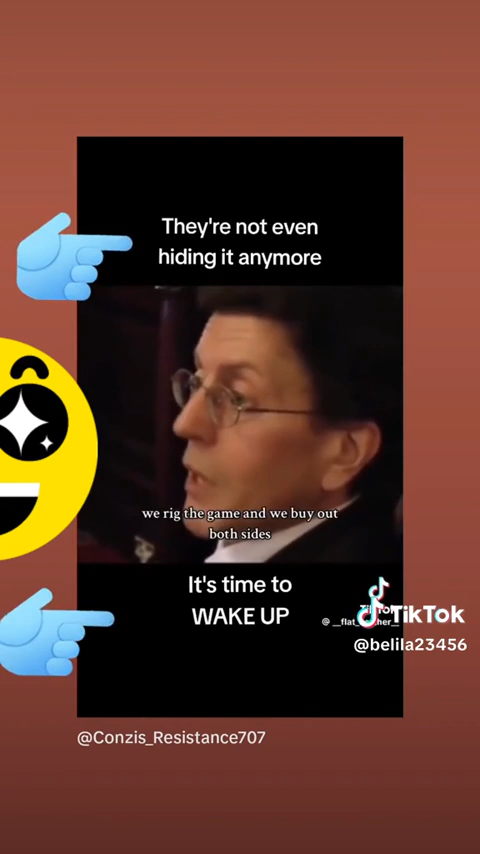 They're not even
hiding it anymore
we rig the game and we buy out
both sides
It's time to
WAKE UP
TikTok
@belila23456
@Conzis_Resistance707